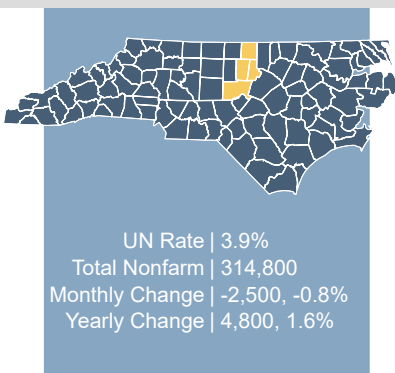 UN Rate | 3.9%
Total Nonfarm | 314,800
Monthly Change | -2,500, -0.8%
Yearly Change | 4,800, 1.6%